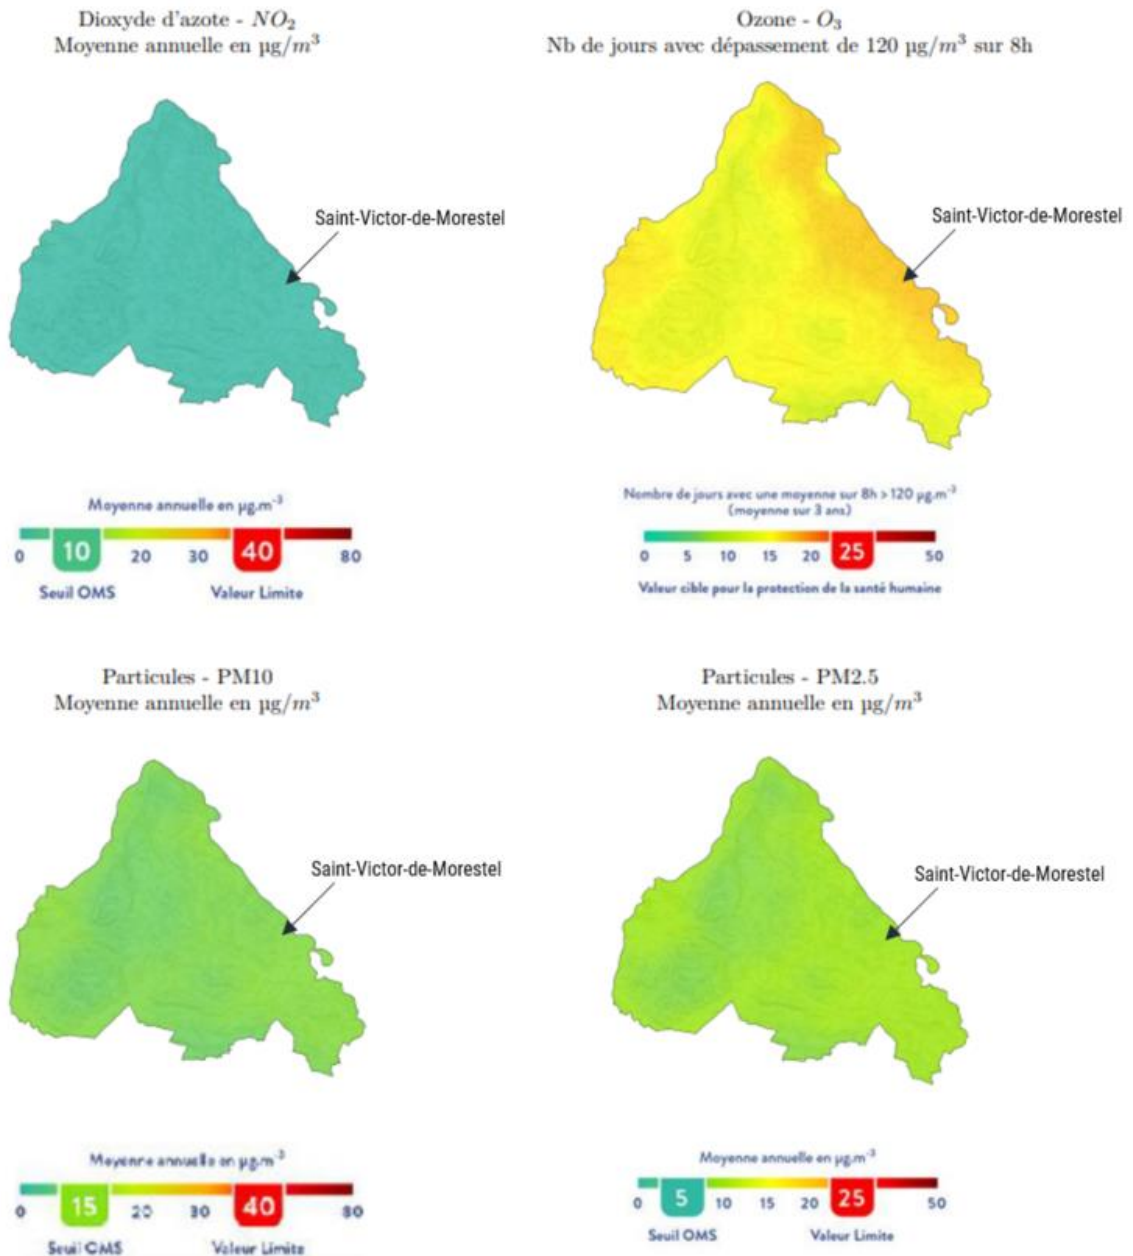 Dioxyde d'azote - NO₂
Moyenne annuelle en µg/m³
Saint-Victor-de-Morestel
Moyenne annuelle en µg.m⁻³
0 10 20 30 40 80
Seuil OMS Valeur Limite
Ozone - O₃
Nb de jours avec dépassement de 120 µg/m³ sur 8h
Saint-Victor-de-Morestel
Nombre de jours avec une moyenne sur 8h > 120 µg.m⁻³
(moyenne sur 3 ans)
0 5 10 15 20 25 50
Valeur cible pour la protection de la santé humaine
Particules - PM10
Moyenne annuelle en µg/m³
Saint-Victor-de-Morestel
Moyenne annuelle en µg.m⁻³
0 15 20 30 40 80
Seuil OMS Valeur Limite
Particules - PM2.5
Moyenne annuelle en µg/m³
Saint-Victor-de-Morestel
Moyenne annuelle en µg.m⁻³
0 5 10 15 20 25 50
Seuil OMS Valeur Limite